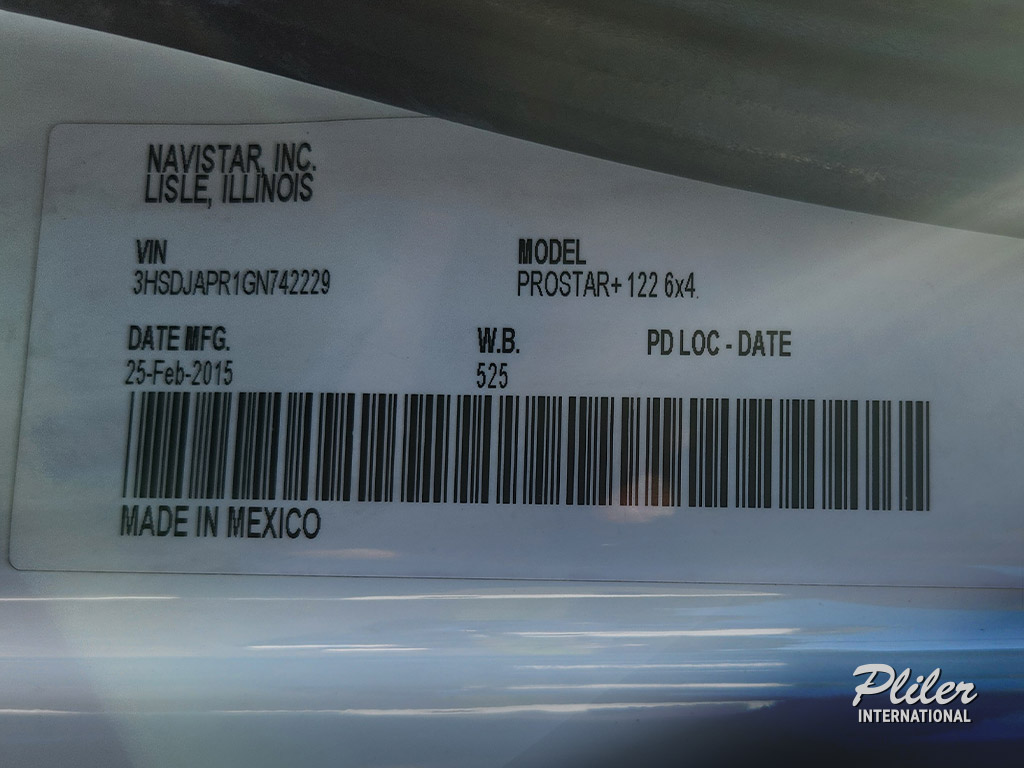 NAVISTAR, INC.
LISLE, ILLINOIS
VIN
3HSDJAPR1GN742229
MODEL
PROSTAR+ 122 6x4
DATE MFG.
25-Feb-2015
W.B.
525
PD LOC - DATE
MADE IN MEXICO
Pliler
INTERNATIONAL